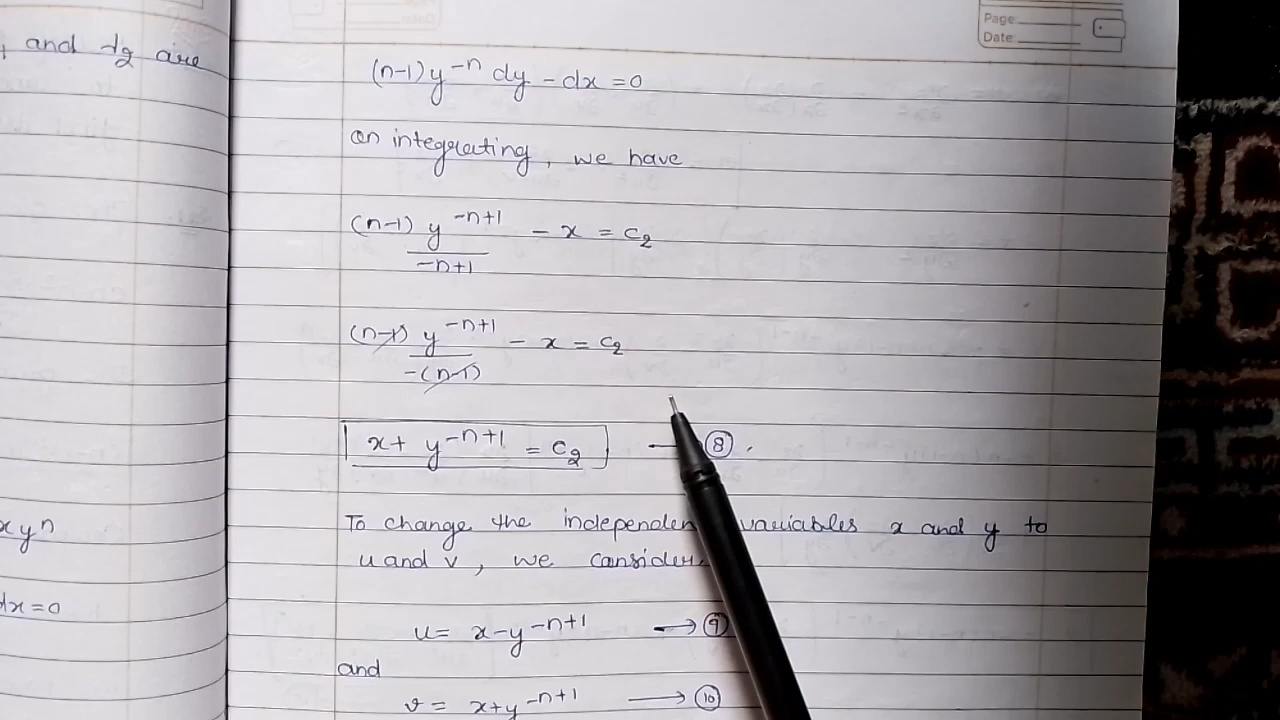 Page
Date
, and λ2 are
(n-1) y^-n dy - dx = 0
on integrating, we have
(n-1) y^-n+1 - x = c2
-n+1
(n-1) y^-n+1 - x = c2
-(n-1)
x + y^-n+1 = c2 — ⑧.
To change the independen variables x and y to
xy^n
u and v, we consider
dx = 0
u = x - y^-n+1 → ⑨
and
v = x + y^-n+1 → ⑩